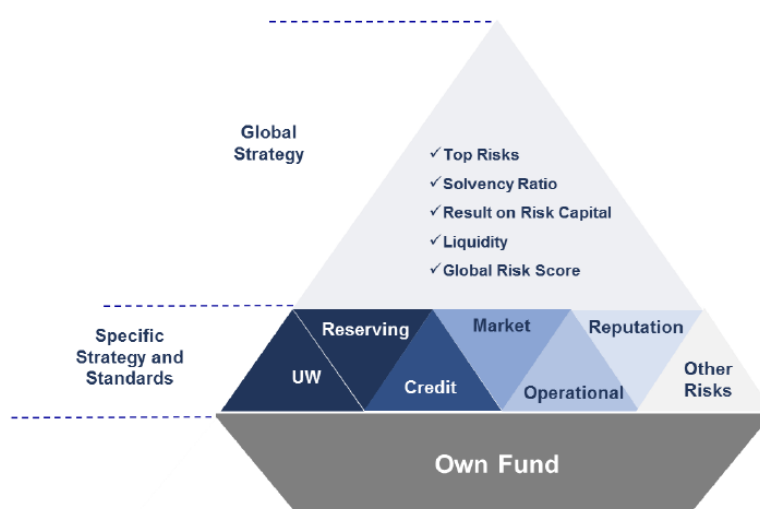 Global
Strategy
✓Top Risks
✓Solvency Ratio
✓Result on Risk Capital
✓Liquidity
✓Global Risk Score
Specific
Strategy and
Standards
Reserving
Market
Reputation
UW
Credit
Operational
Other
Risks
Own Fund